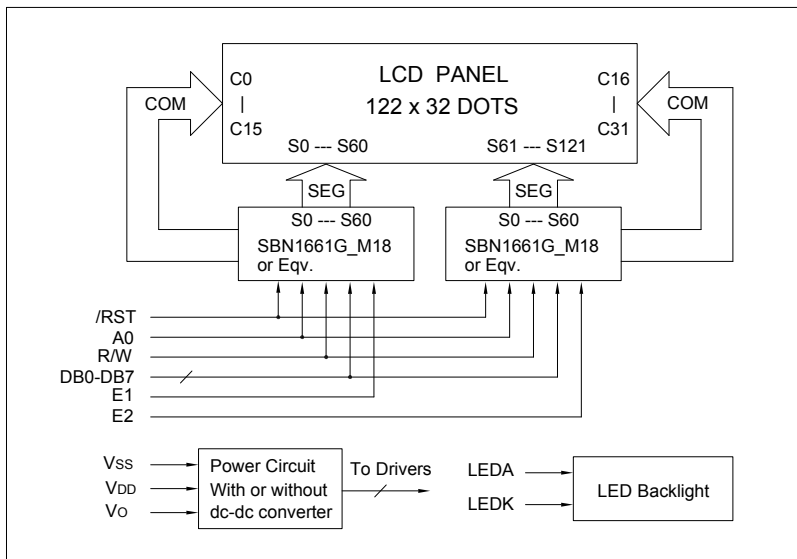 LCD PANEL
122 x 32 DOTS
C0
|
C15
C16
|
C31
COM
COM
S0 --- S60
S61 --- S121
SEG
SEG
S0 --- S60
SBN1661G_M18
or Eqv.
S0 --- S60
SBN1661G_M18
or Eqv.
/RST
A0
R/W
DB0-DB7
E1
E2
VSS
VDD
VO
Power Circuit
With or without
dc-dc converter
To Drivers
LEDA
LEDK
LED Backlight